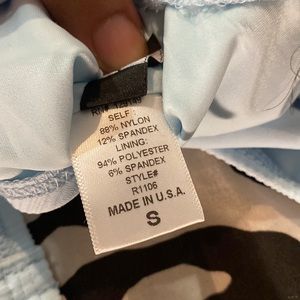 SELF:
88% NYLON
12% SPANDEX
LINING:
94% POLYESTER
6% SPANDEX
STYLE#
R1106
MADE IN U.S.A.
S